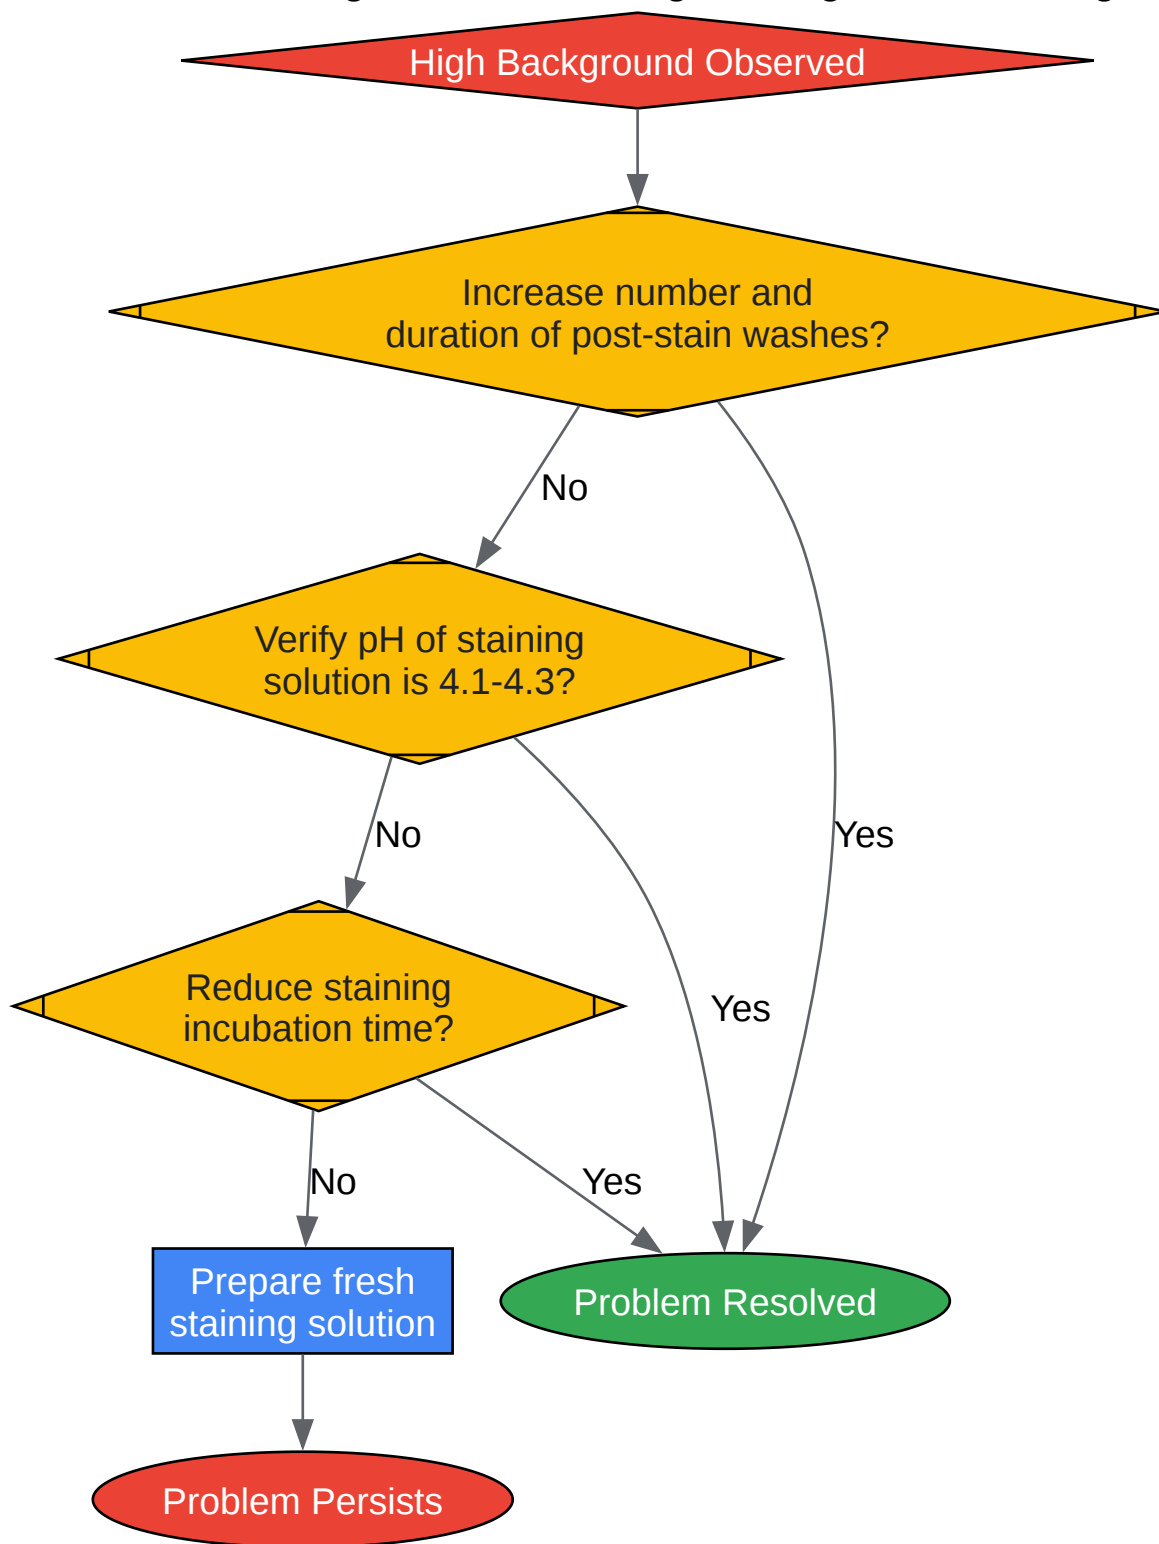 High Background Observed
Increase number and
duration of post-stain washes?
No
Verify pH of staining
solution is 4.1-4.3?
No
Yes
Reduce staining
incubation time?
Yes
No
Yes
Prepare fresh
staining solution
Problem Resolved
Problem Persists